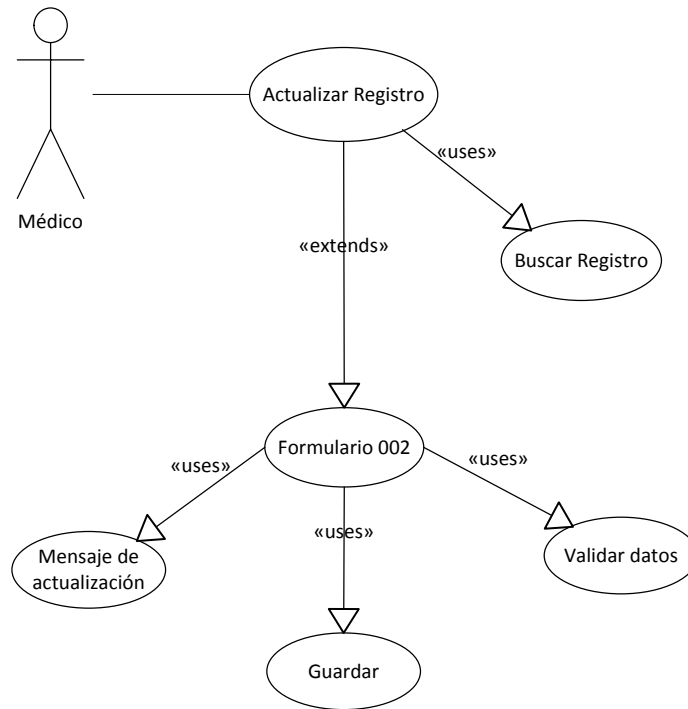 Actualizar Registro
«uses»
Médico
«extends»
Buscar Registro
Formulario 002
«uses»
«uses»
«uses»
Mensaje de
actualización
Validar datos
Guardar